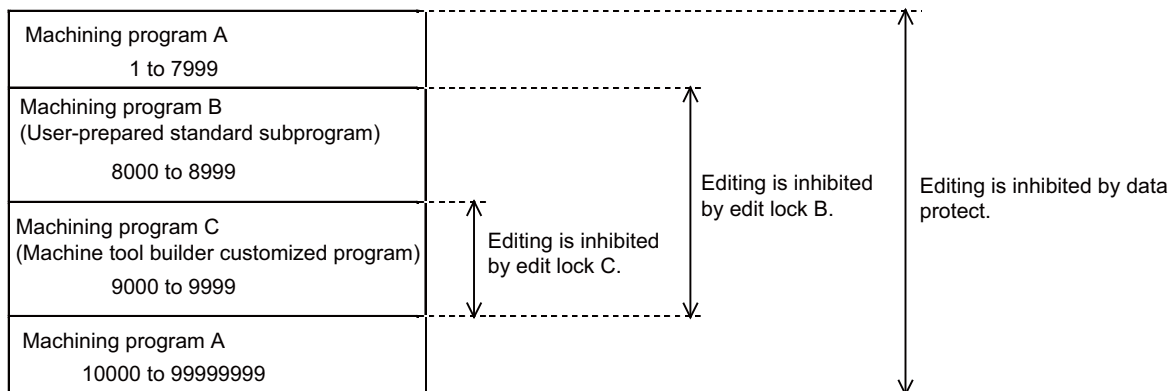 Machining program A
1 to 7999
Machining program B
(User-prepared standard subprogram)
8000 to 8999
Machining program C
(Machine tool builder customized program)
9000 to 9999
Machining program A
10000 to 99999999
Editing is inhibited
by edit lock C.
Editing is inhibited
by edit lock B.
Editing is inhibited by data
protect.